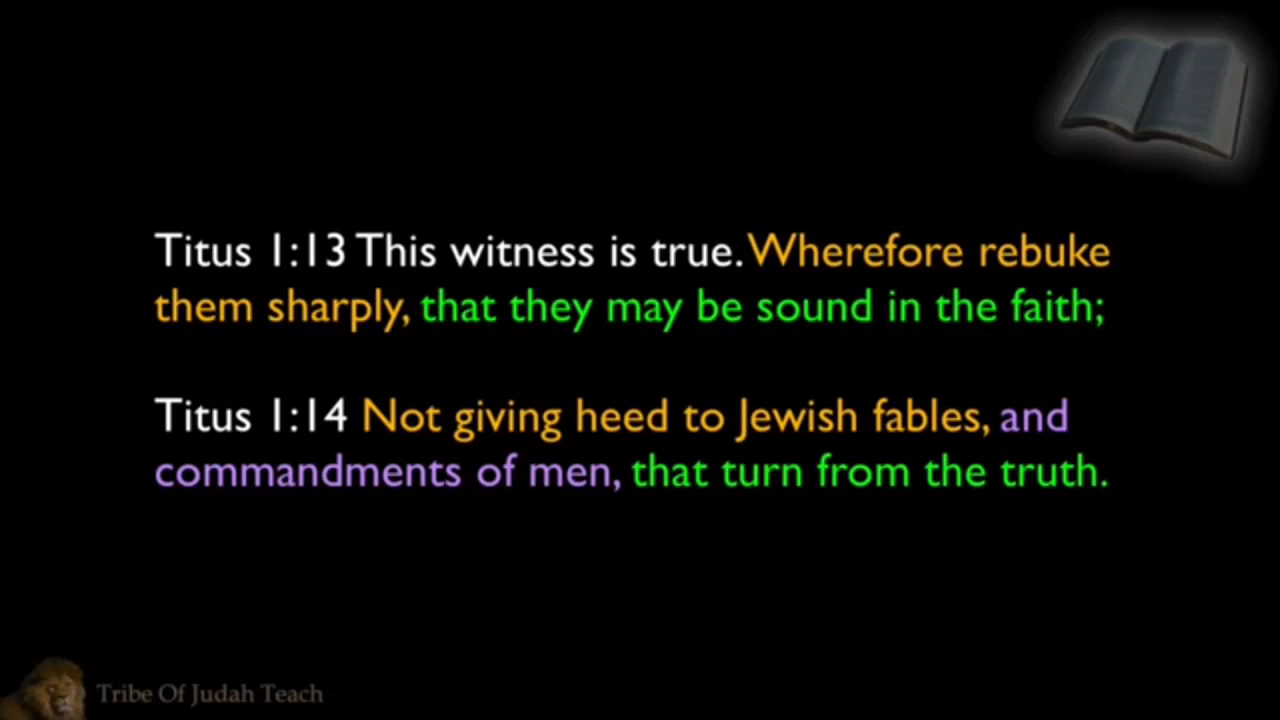 Titus 1:13 This witness is true. Wherefore rebuke
them sharply, that they may be sound in the faith;
Titus 1:14 Not giving heed to Jewish fables, and
commandments of men, that turn from the truth.
Tribe Of Judah Teach